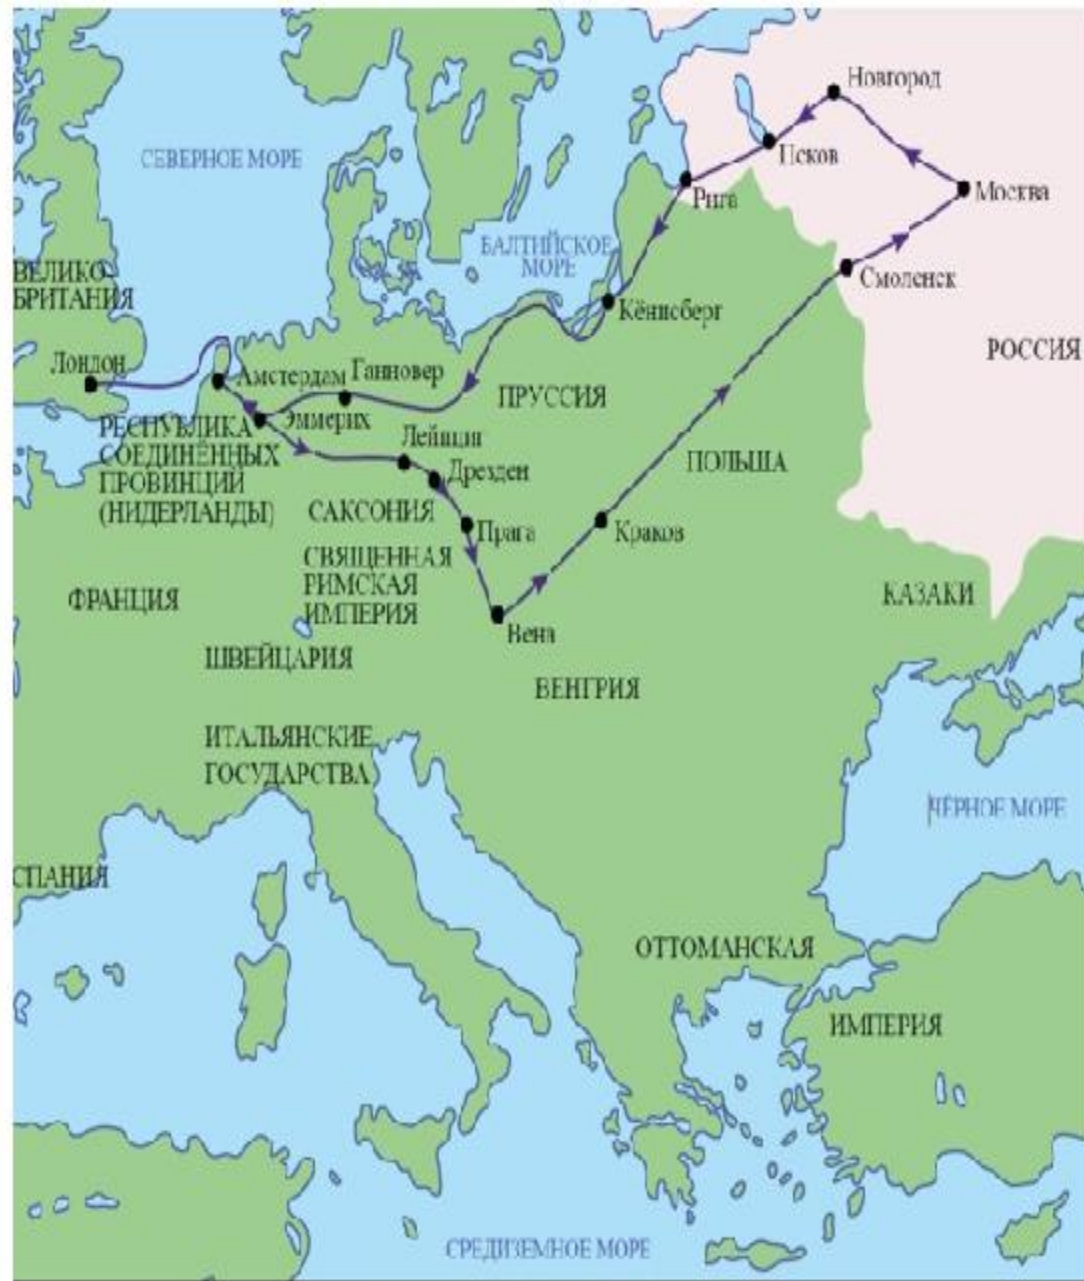 Новгород
СЕВЕРНОЕ МОРЕ
Псков
Москва
Рига
БАЛТИЙСКОЕ
МОРЕ
ВЕЛИКО-
БРИТАНИЯ
Смоленск
Кёнисберг
РОССИЯ
Лондон
Амстердам
Ганновер
ПРУССИЯ
Эммерих
РЕСПУБЛИКА
СОЕДИНЁННЫХ
ПРОВИНЦИЙ
(НИДЕРЛАНДЫ)
Лейпциг
Дрезден
ПОЛЬША
САКСОНИЯ
Прага
Краков
СВЯЩЕННАЯ
РИМСКАЯ
ИМПЕРИЯ
ФРАНЦИЯ
КАЗАКИ
Вена
ШВЕЙЦАРИЯ
ВЕНГРИЯ
ИТАЛЬЯНСКИЕ
ГОСУДАРСТВА
ЧЁРНОЕ МОРЕ
СПАНИЯ
ОТТОМАНСКАЯ
ИМПЕРИЯ
СРЕДИЗЕМНОЕ МОРЕ